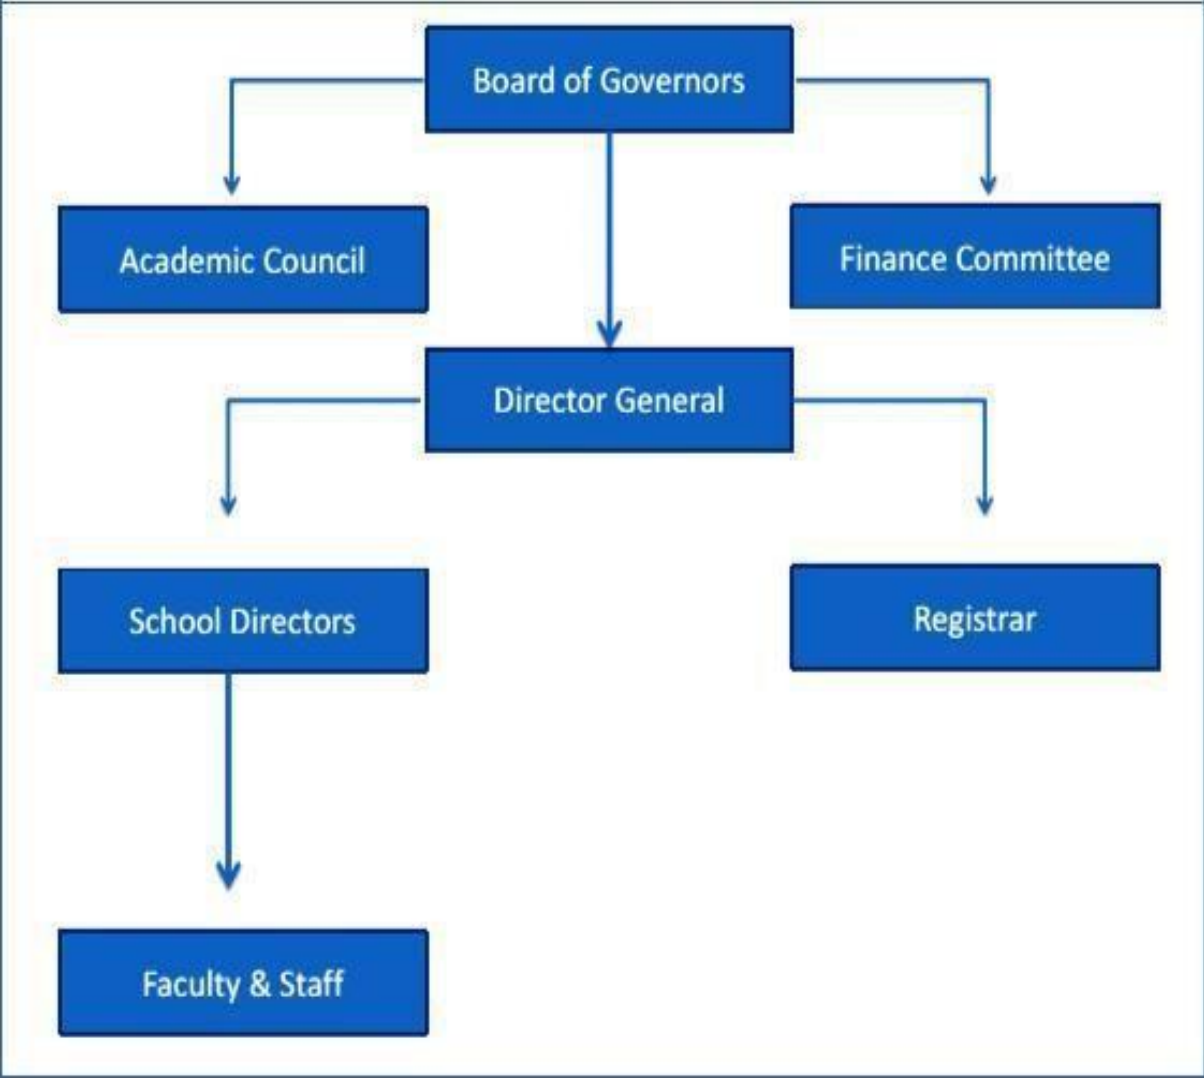 Board of Governors
Academic Council
Finance Committee
Director General
School Directors
Registrar
Faculty & Staff